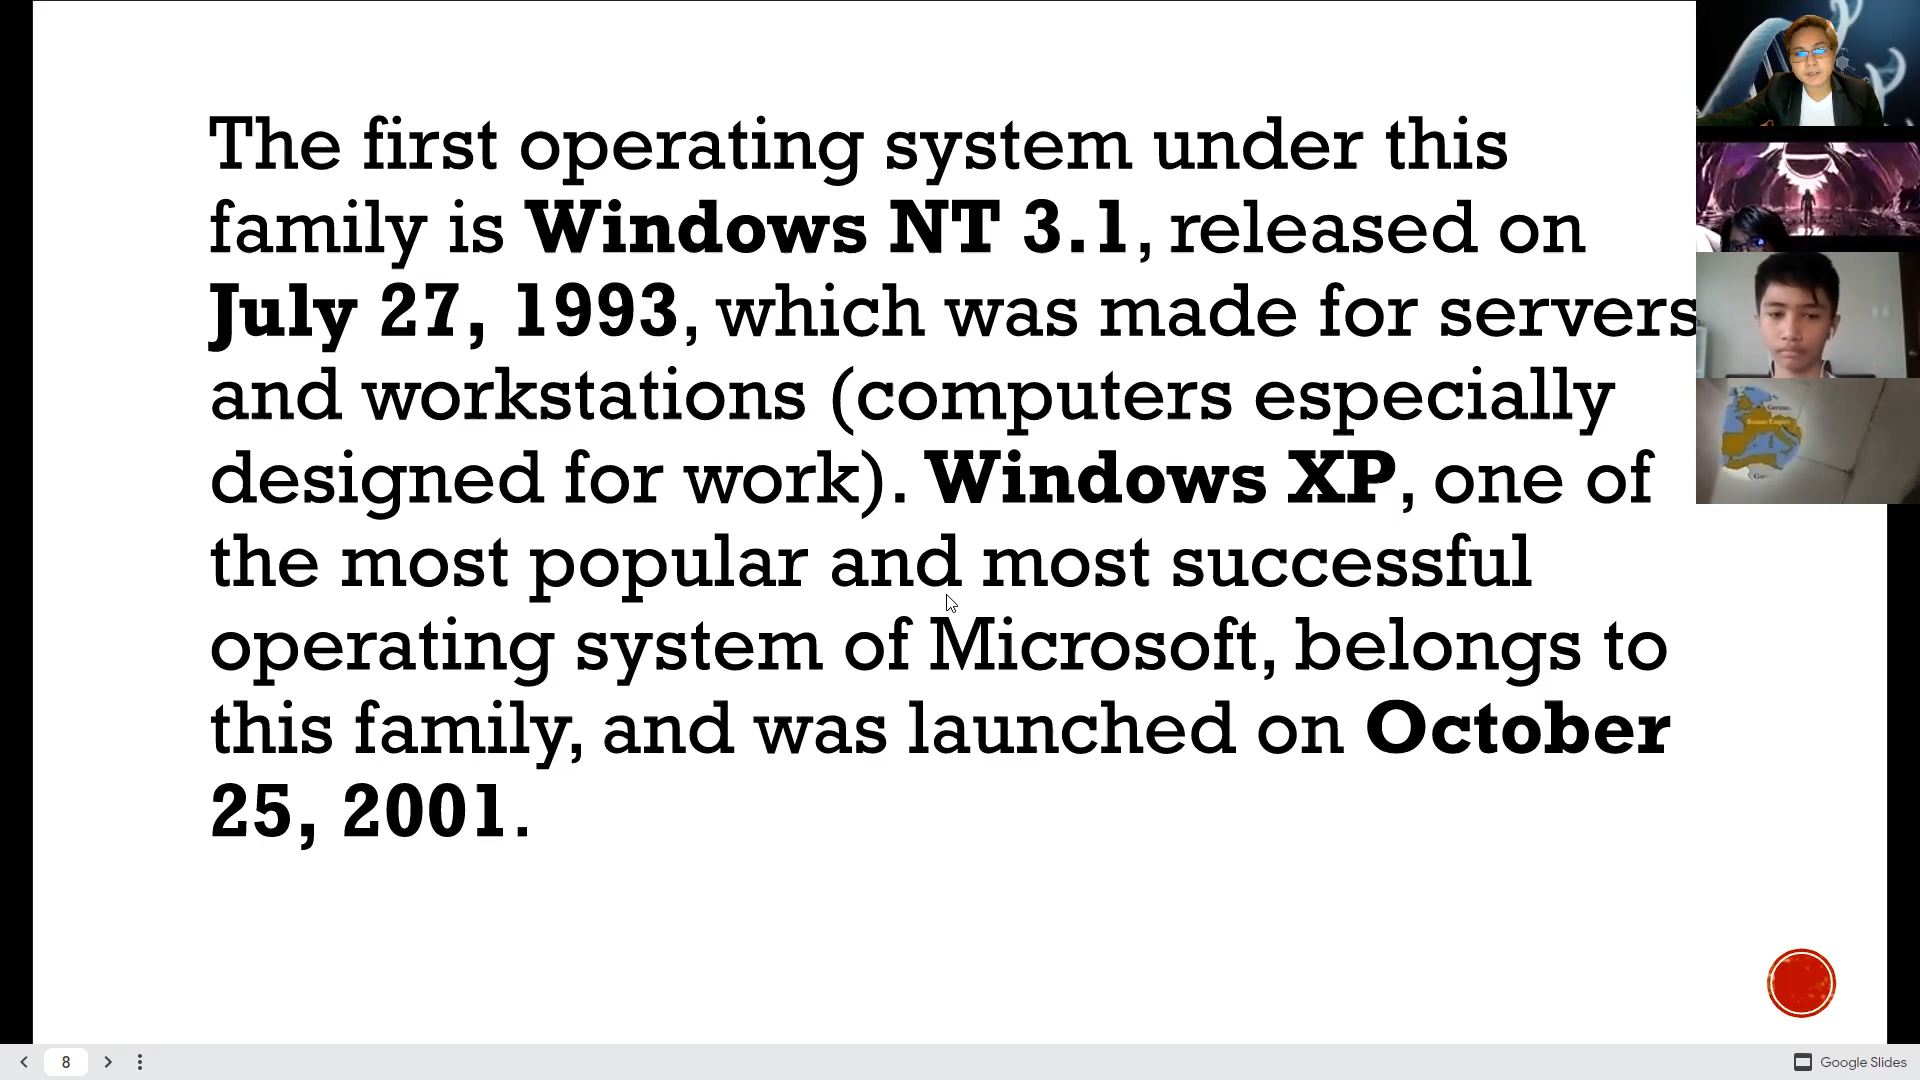 The first operating system under this
family is Windows NT 3.1, released on
July 27, 1993, which was made for servers
and workstations (computers especially
designed for work). Windows XP, one of
the most popular and most successful
operating system of Microsoft, belongs to
this family, and was launched on October
25, 2001.
Roman Empire
8
Google Slides